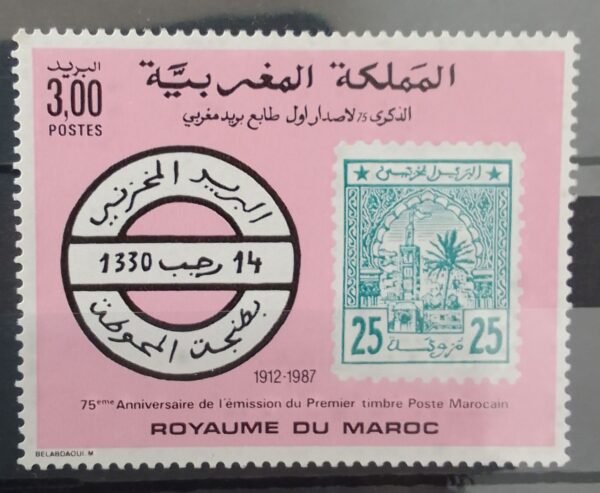 البريد
3,00
POSTES
المملكة المغربية
الذكرى 75 لاصدار اول طابع بريد مغربي
البريد المخزني
14 رجب 1330
بطنجة المحوطة
البريد المخزني
25 مزونة 25
1912-1987
75eme Anniversaire de l'émission du Premier timbre Poste Marocain
ROYAUME DU MAROC
BELABDAOUI.M